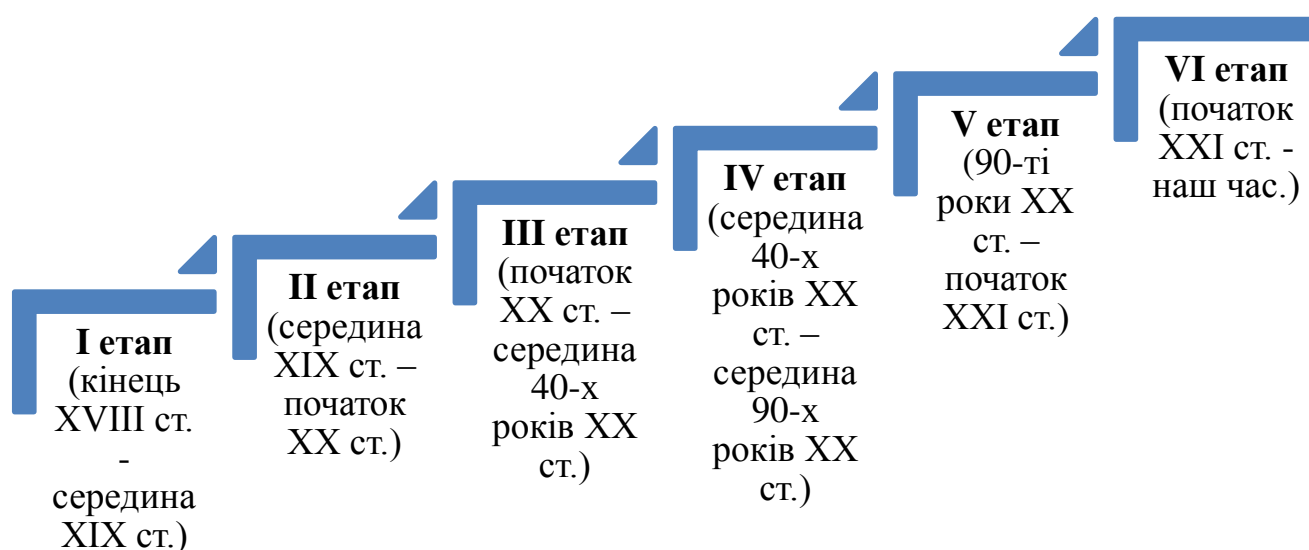 I етап
(кінець
XVIII ст.
-
середина
XIX ст.)
II етап
(середина
XIX ст. –
початок
XX ст.)
III етап
(початок
XX ст. –
середина
40-х
років XX
ст.)
IV етап
(середина
40-х
років XX
ст. –
середина
90-х
років XX
ст.)
V етап
(90-ті
роки XX
ст. –
початок
XXI ст.)
VI етап
(початок
XXI ст. -
наш час.)